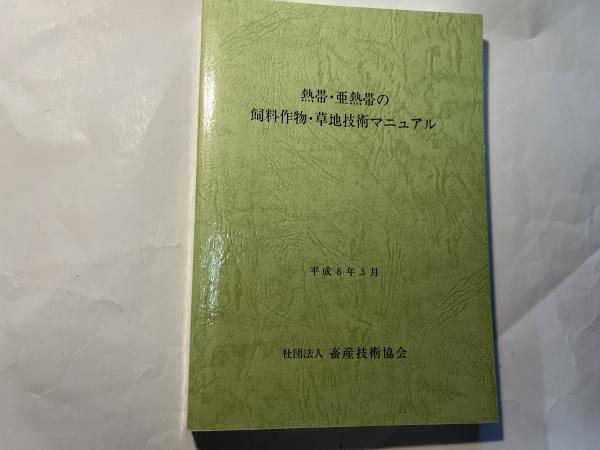 熱帯・亜熱帯の
飼料作物・草地技術マニュアル
平成8年3月
社団法人 畜産技術協会